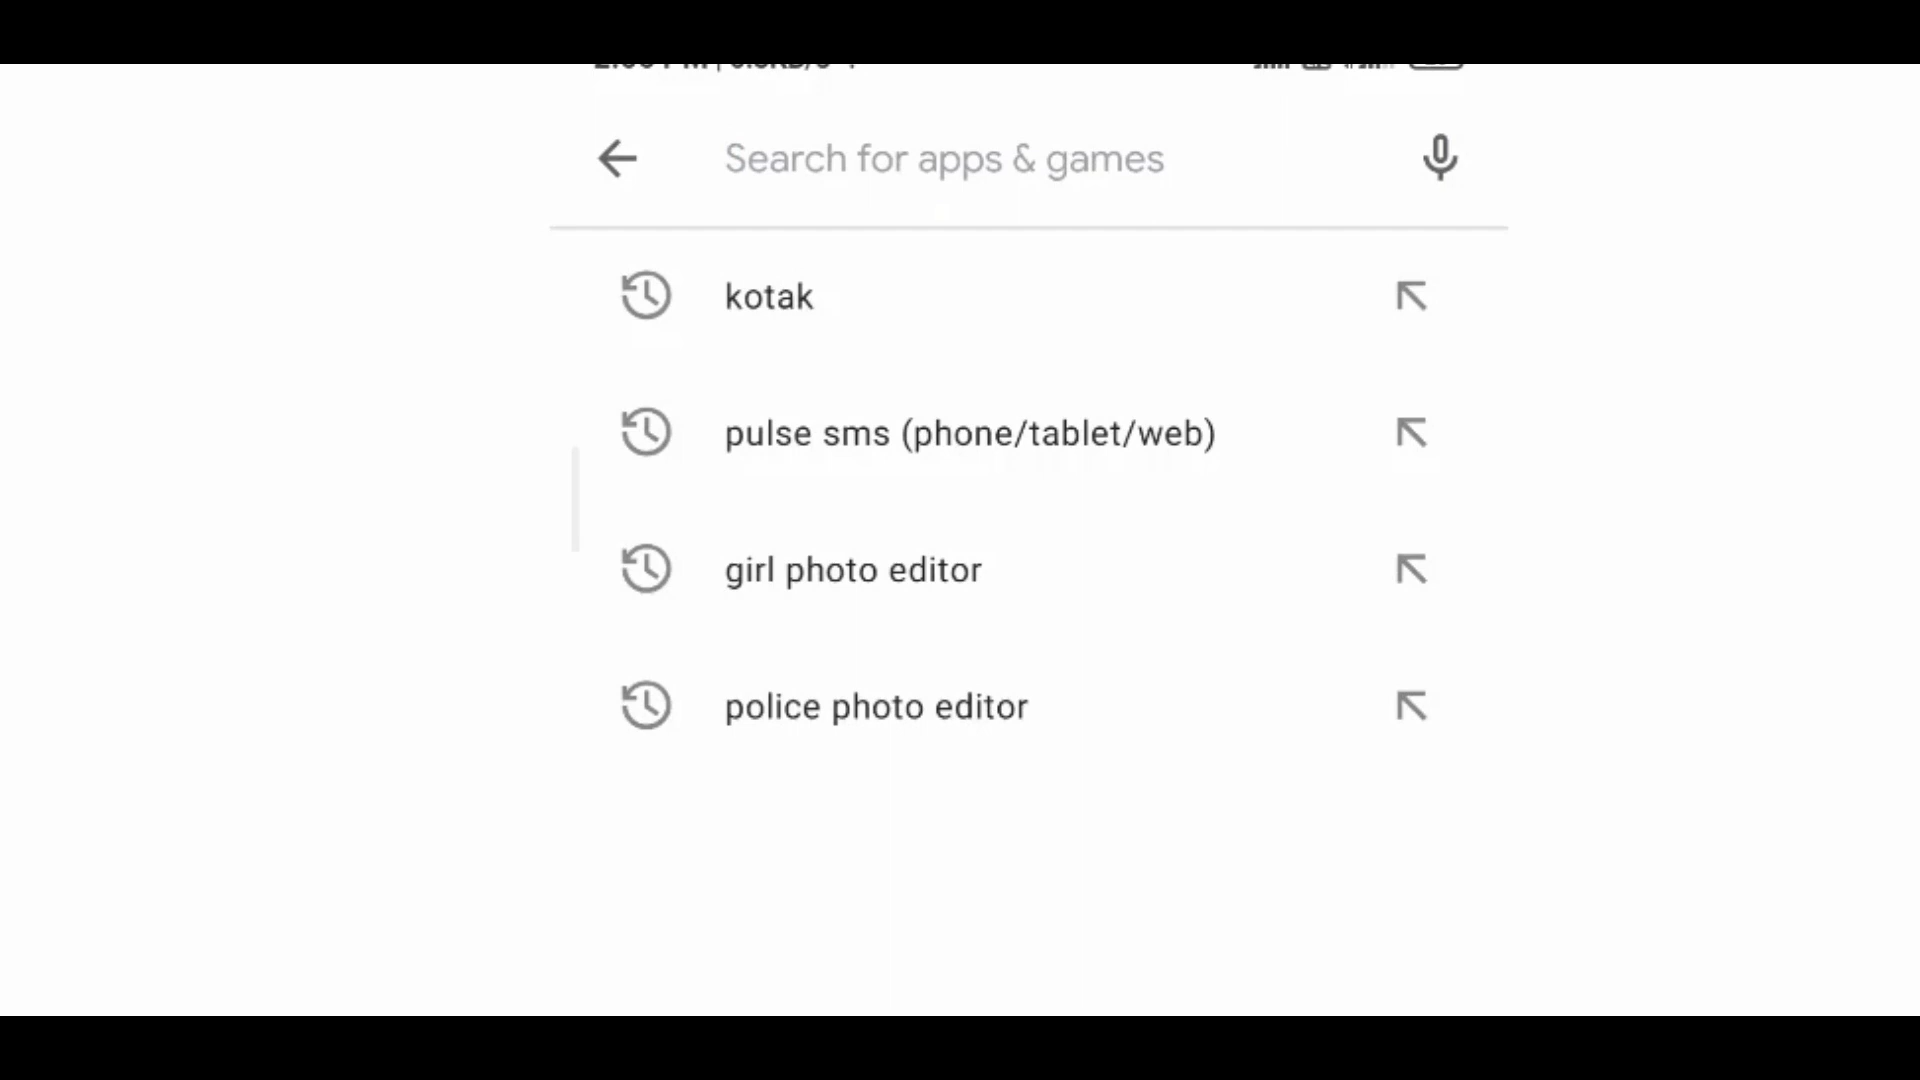 Search for apps & games
kotak
pulse sms (phone/tablet/web)
girl photo editor
police photo editor